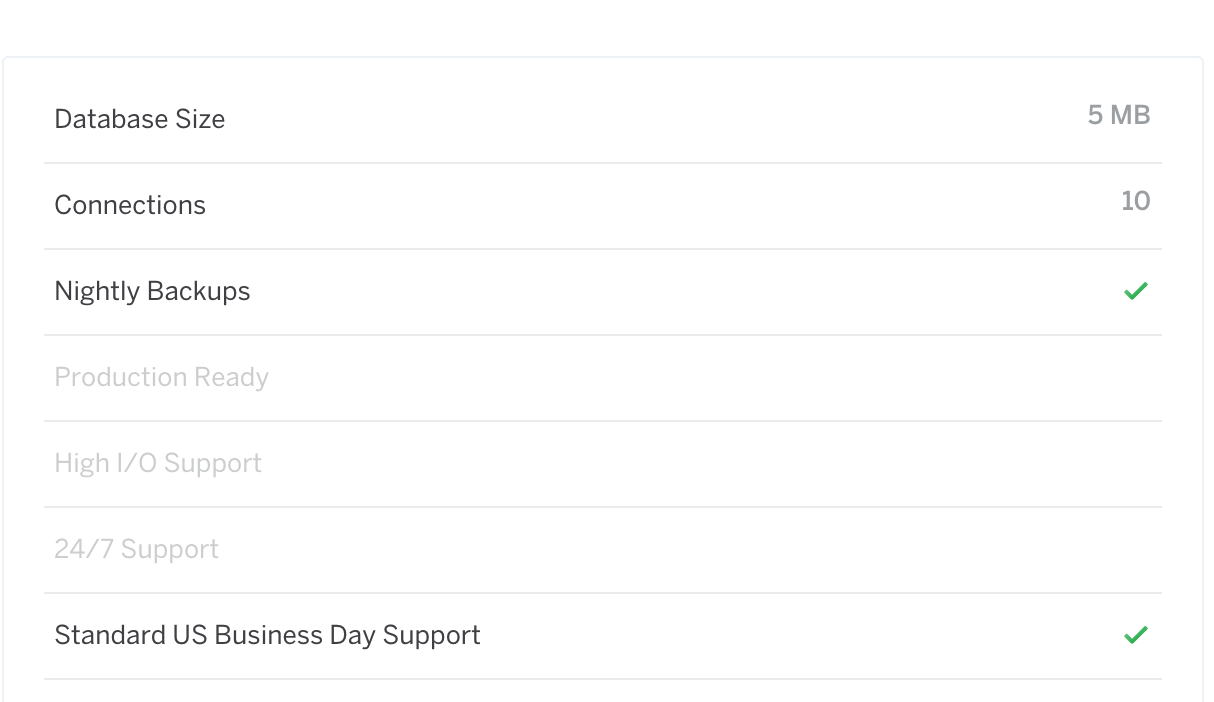 Database Size 5 MB
Connections 10
Nightly Backups
Production Ready
High I/O Support
24/7 Support
Standard US Business Day Support